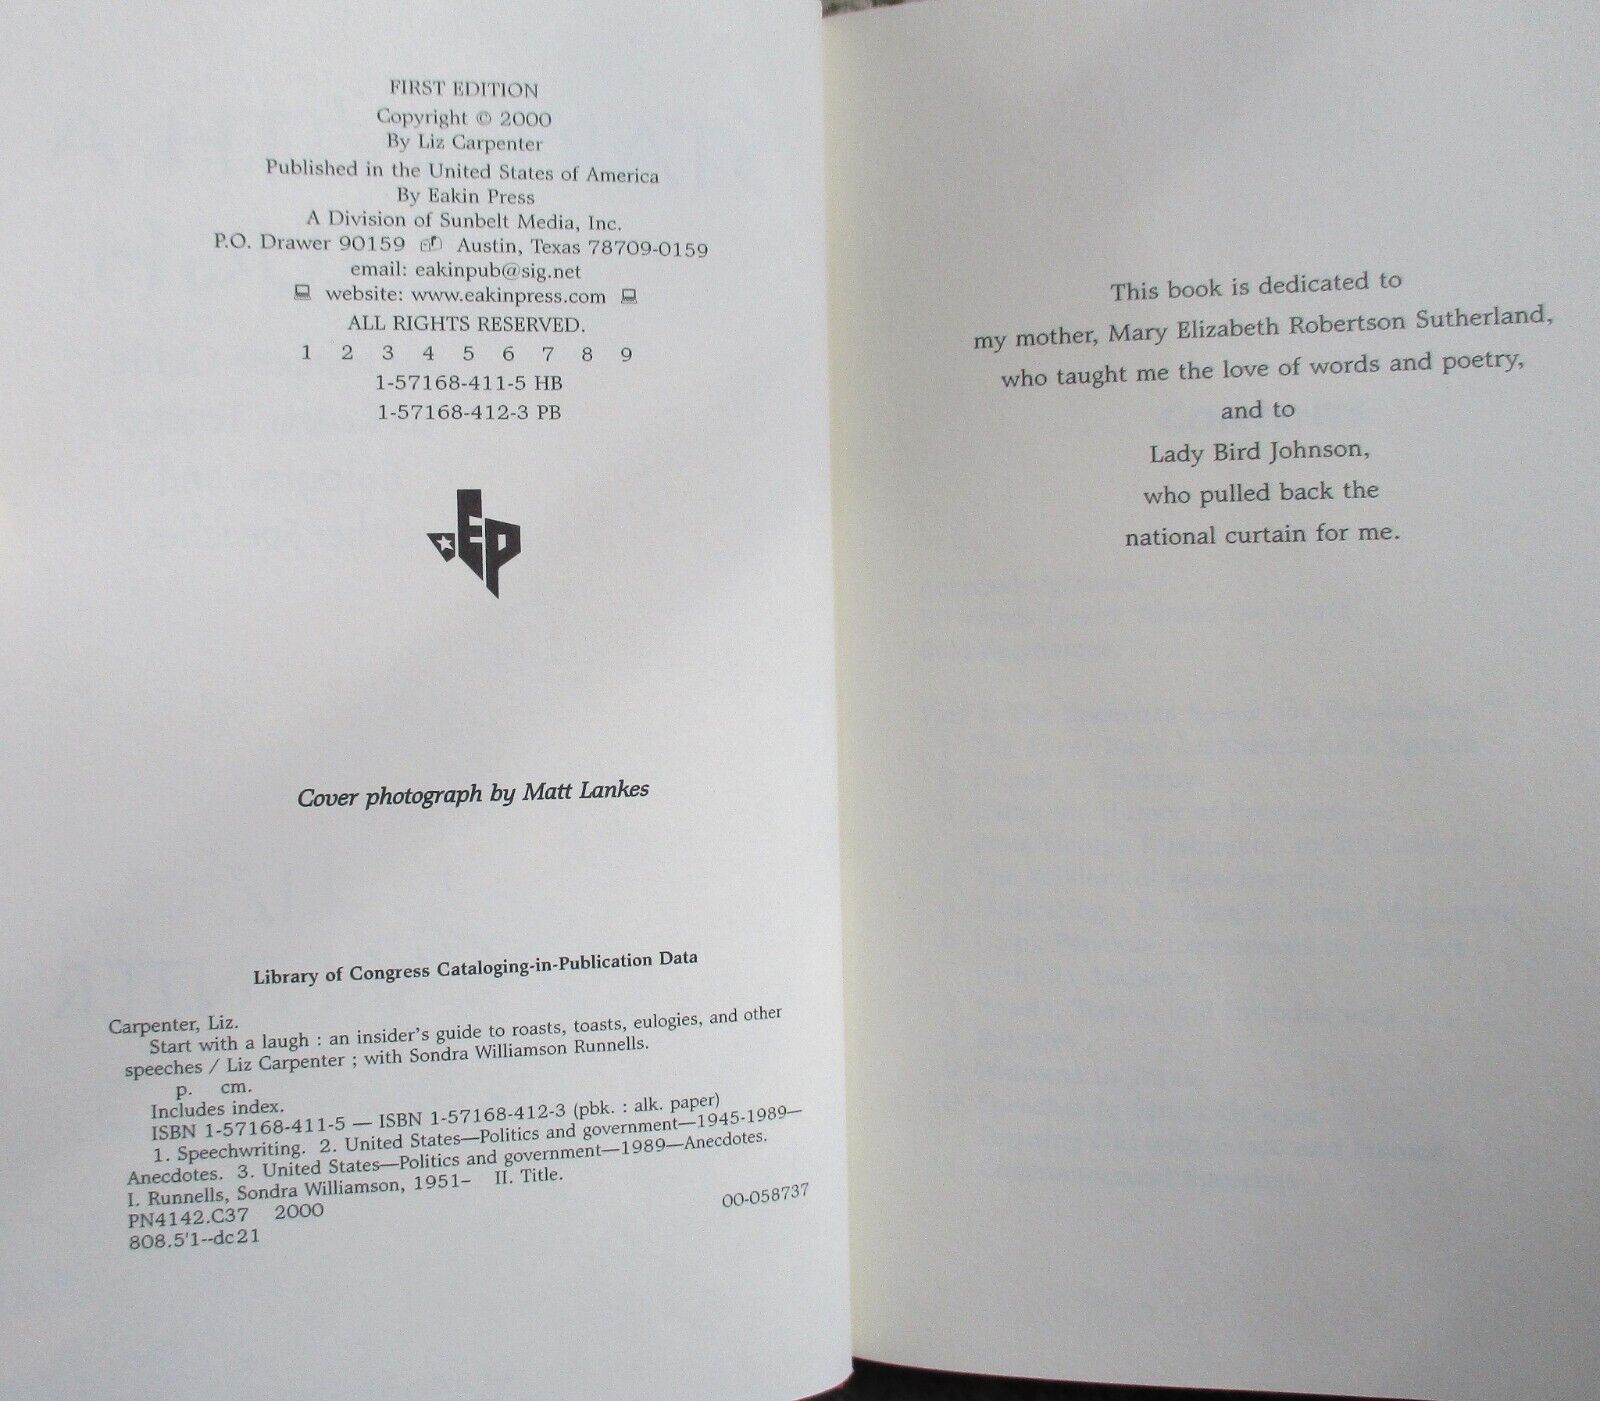 FIRST EDITION
Copyright © 2000
By Liz Carpenter
Published in the United States of America
By Eakin Press
A Division of Sunbelt Media, Inc.
P.O. Drawer 90159 Austin, Texas 78709-0159
email: eakinpub@sig.net
website: www.eakinpress.com
ALL RIGHTS RESERVED.
1 2 3 4 5 6 7 8 9
1-57168-411-5 HB
1-57168-412-3 PB
EP
Cover photograph by Matt Lankes
Library of Congress Cataloging-in-Publication Data
Carpenter, Liz.
Start with a laugh : an insider's guide to roasts, toasts, eulogies, and other
speeches / Liz Carpenter ; with Sondra Williamson Runnells.
p. cm.
Includes index.
ISBN 1-57168-411-5 — ISBN 1-57168-412-3 (pbk. : alk. paper)
1. Speechwriting. 2. United States—Politics and government—1945-1989—
Anecdotes. 3. United States—Politics and government—1989—Anecdotes.
I. Runnells, Sondra Williamson, 1951– II. Title.
PN4142.C37 2000
00-058737
808.5'1--dc21
This book is dedicated to
my mother, Mary Elizabeth Robertson Sutherland,
who taught me the love of words and poetry,
and to
Lady Bird Johnson,
who pulled back the
national curtain for me.